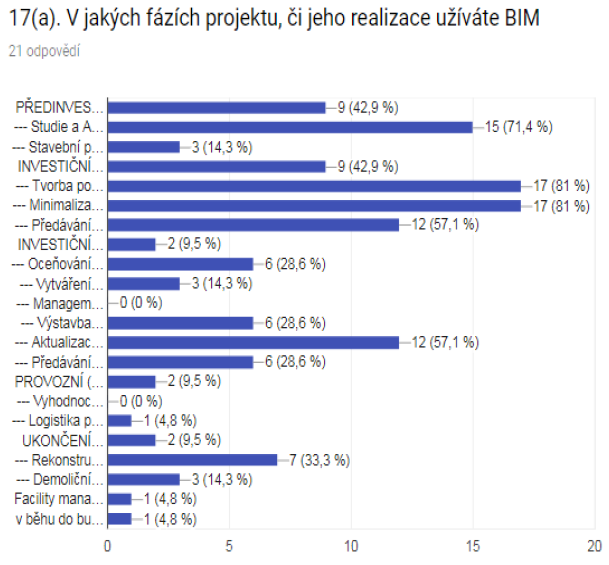 17(a). V jakých fázích projektu, či jeho realizace užíváte BIM
21 odpovědí
PŘEDINVES... 9 (42,9 %)
--- Studie a A... 15 (71,4 %)
--- Stavební p... 3 (14,3 %)
INVESTIČNÍ... 9 (42,9 %)
--- Tvorba po... 17 (81 %)
--- Minimaliza... 17 (81 %)
--- Předávání... 12 (57,1 %)
INVESTIČNÍ... 2 (9,5 %)
--- Oceňování... 6 (28,6 %)
--- Vytváření... 3 (14,3 %)
--- Managem... 0 (0 %)
--- Výstavba... 6 (28,6 %)
--- Aktualizac... 12 (57,1 %)
--- Předávání... 6 (28,6 %)
PROVOZNÍ (... 2 (9,5 %)
--- Vyhodnoc... 0 (0 %)
--- Logistika p... 1 (4,8 %)
UKONČENÍ... 2 (9,5 %)
--- Rekonstru... 7 (33,3 %)
--- Demoliční... 3 (14,3 %)
Facility mana... 1 (4,8 %)
v běhu do bu... 1 (4,8 %)
0 5 10 15 20